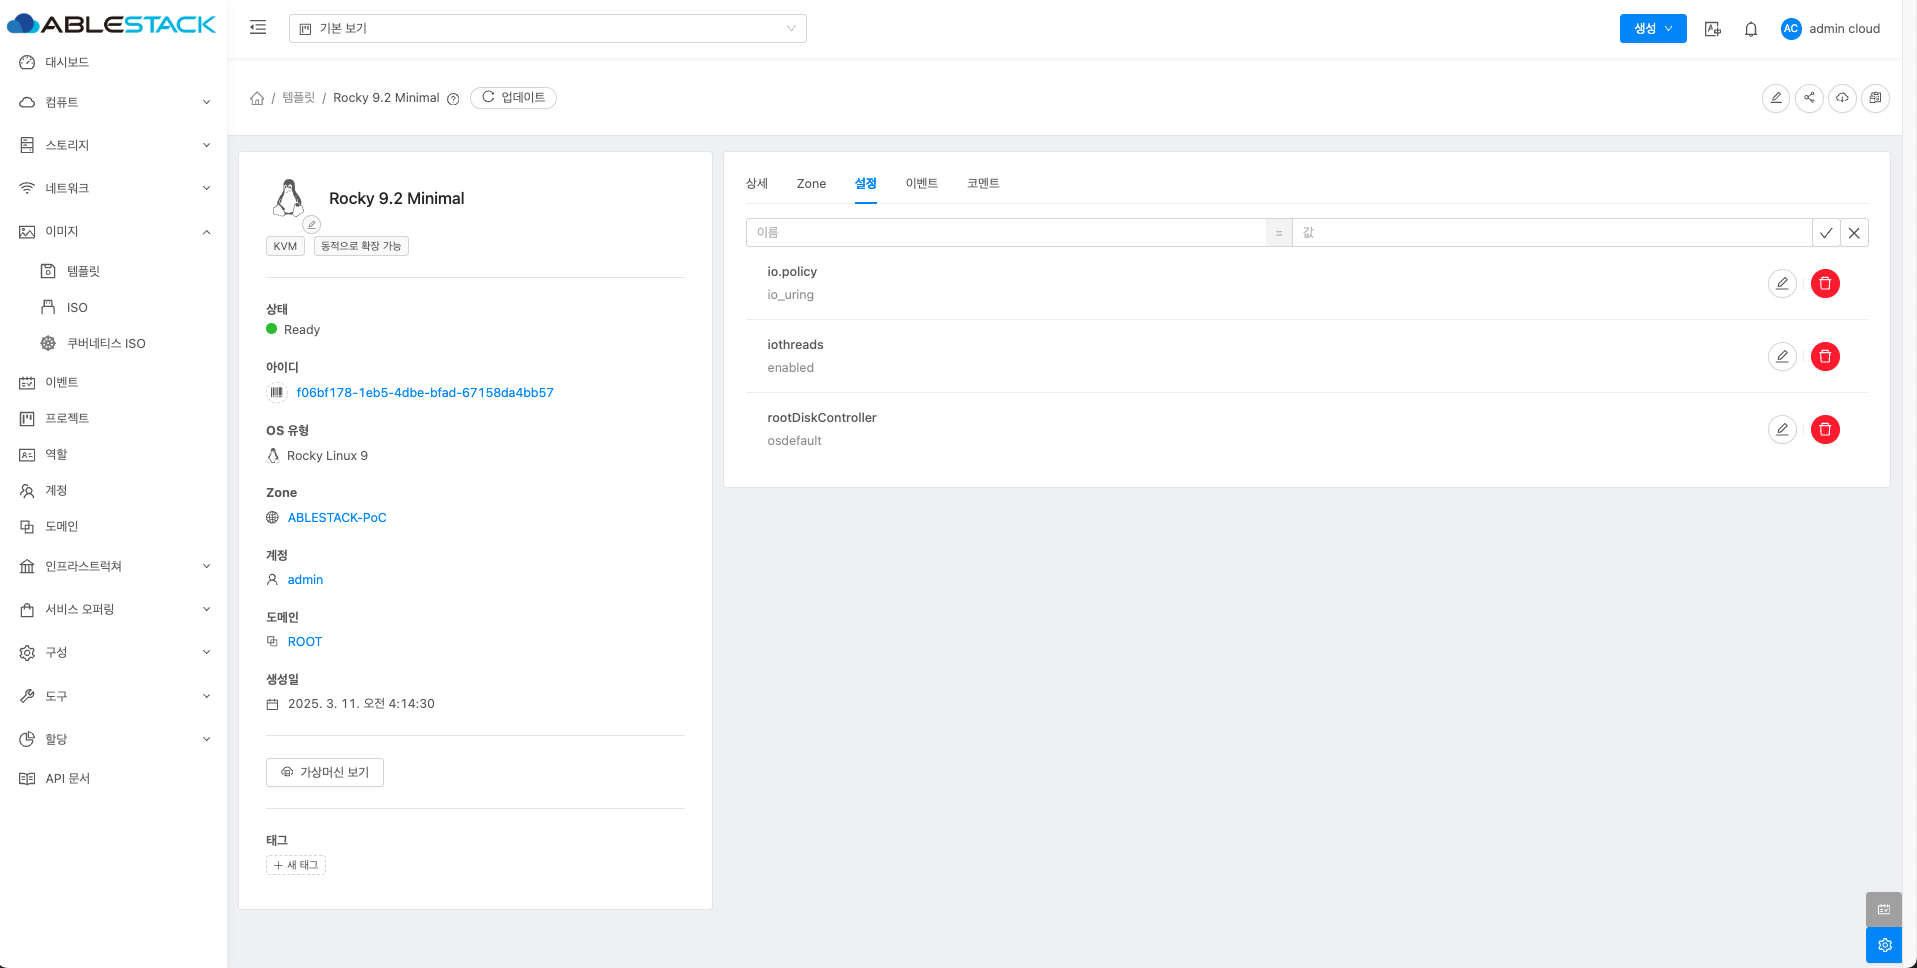 ABLESTACK
대시보드
컴퓨트
스토리지
네트워크
이미지
템플릿
ISO
쿠버네티스 ISO
이벤트
프로젝트
역할
계정
도메인
인프라스트럭쳐
서비스 오퍼링
구성
도구
할당
API 문서
기본 보기
생성
AC admin cloud
/ 템플릿 / Rocky 9.2 Minimal 업데이트
Rocky 9.2 Minimal
KVM 동적으로 확장 가능
상태
Ready
아이디
f06bf178-1eb5-4dbe-bfad-67158da4bb57
OS 유형
Rocky Linux 9
Zone
ABLESTACK-PoC
계정
admin
도메인
ROOT
생성일
2025. 3. 11. 오전 4:14:30
가상머신 보기
태그
+ 새 태그
상세 Zone 설정 이벤트 코멘트
이름 = 값
io.policy
io_uring
iothreads
enabled
rootDiskController
osdefault